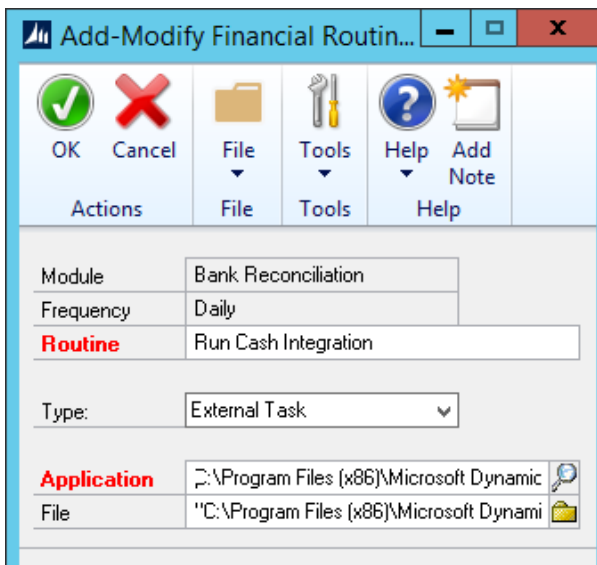 Add-Modify Financial Routin...
OK Cancel File Tools Help Add Note
Actions File Tools Help
Module Bank Reconciliation
Frequency Daily
Routine Run Cash Integration
Type: External Task
Application C:\Program Files (x86)\Microsoft Dynamic
File "C:\Program Files (x86)\Microsoft Dynami